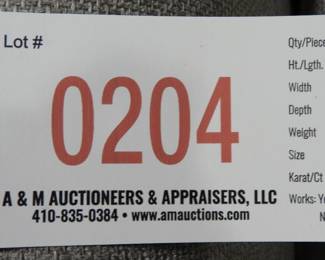 Lot #
0204
A & M AUCTIONEERS & APPRAISERS, LLC
410-835-0384 • www.amauctions.com
Qty/Piece
Ht./Lgth.
Width
Depth
Weight
Size
Karat/Ct
Works: